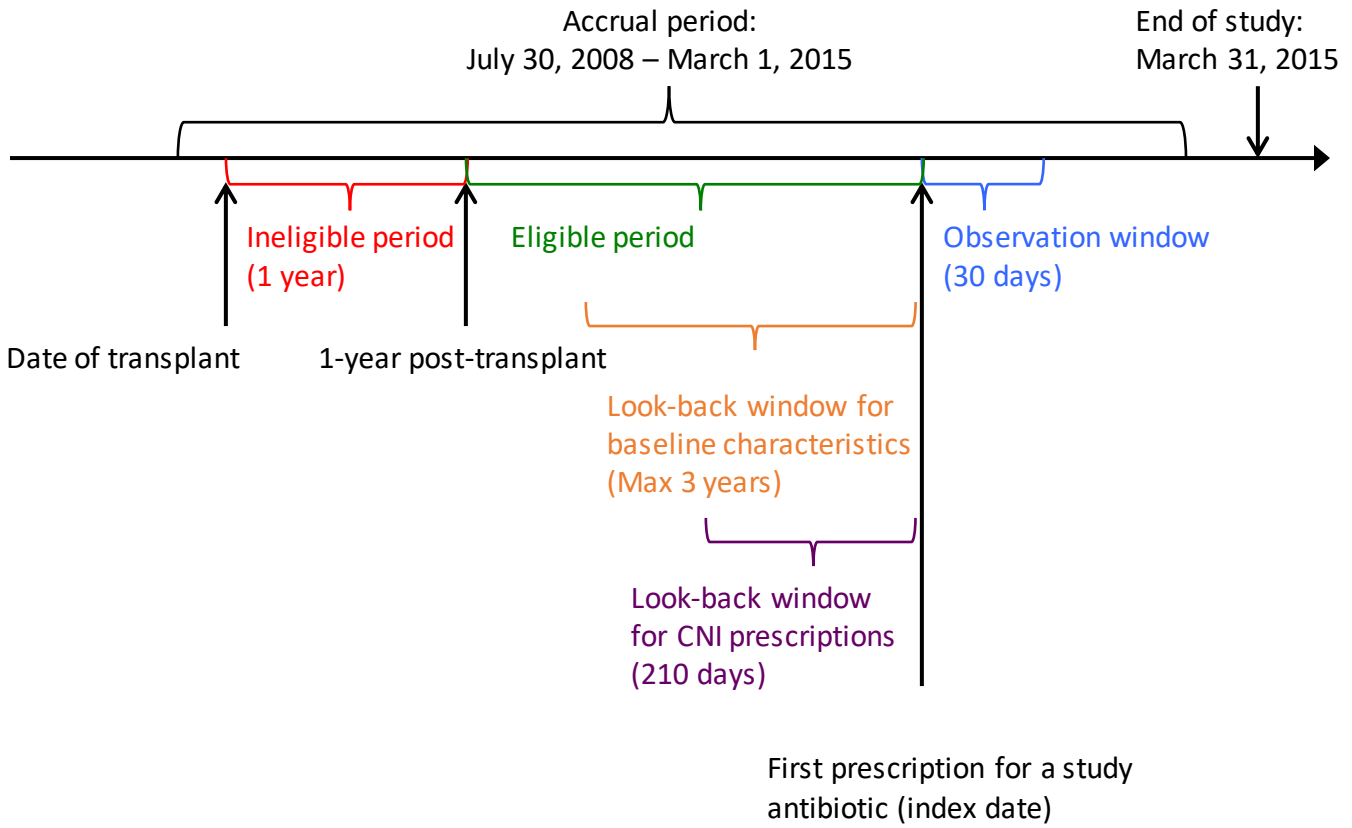 Accrual period:
July 30, 2008 – March 1, 2015
End of study:
March 31, 2015
Ineligible period
(1 year)
Eligible period
Observation window
(30 days)
Date of transplant
1-year post-transplant
Look-back window for
baseline characteristics
(Max 3 years)
Look-back window
for CNI prescriptions
(210 days)
First prescription for a study
antibiotic (index date)